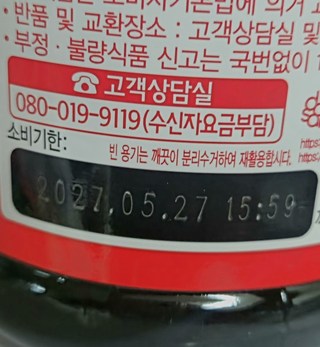 · 반품 및 교환장소 : 고객상담실 및
· 부정 · 불량식품 신고는 국번없이 1
☎ 고객상담실
080-019-9119(수신자요금부담)
소비기한:
빈 용기는 깨끗이 분리수거하여 재활용합시다.
2027.05.27 15:59